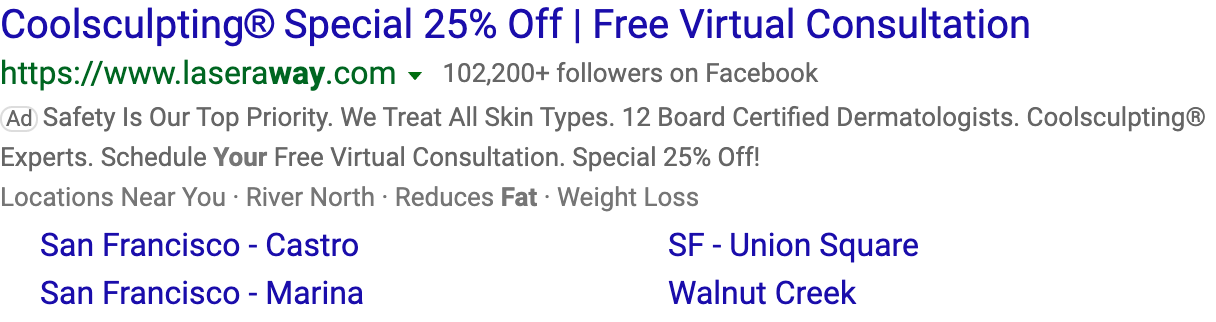 Coolsculpting® Special 25% Off | Free Virtual Consultation
https://www.laseraway.com 102,200+ followers on Facebook
Ad Safety Is Our Top Priority. We Treat All Skin Types. 12 Board Certified Dermatologists. Coolsculpting®
Experts. Schedule Your Free Virtual Consultation. Special 25% Off!
Locations Near You · River North · Reduces Fat · Weight Loss
San Francisco - Castro SF - Union Square
San Francisco - Marina Walnut Creek